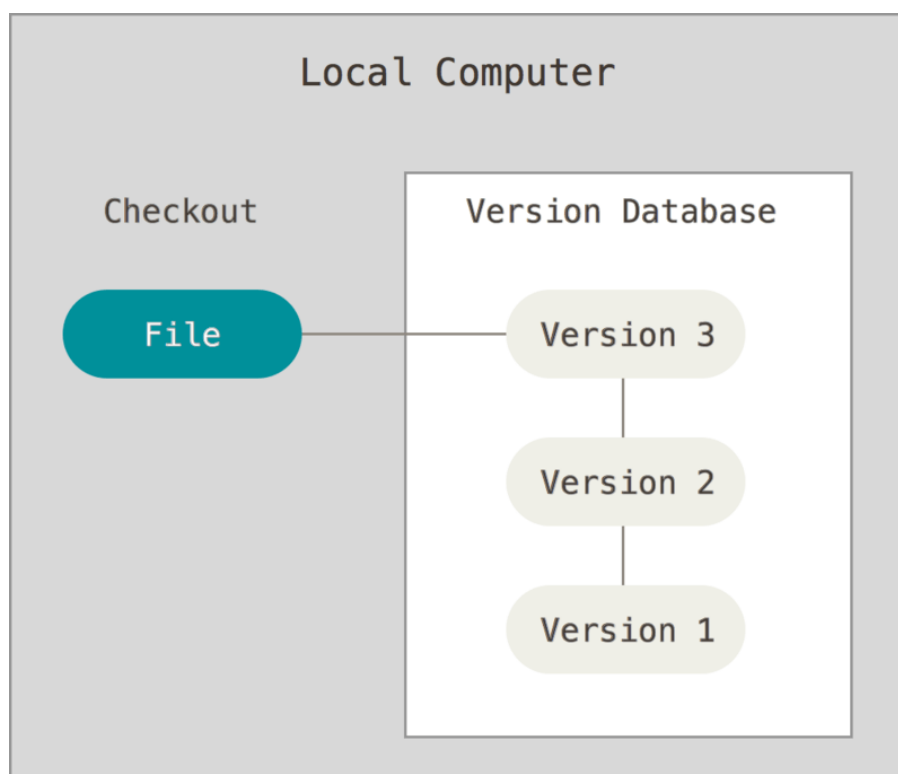 Local Computer
Checkout
Version Database
File
Version 3
Version 2
Version 1